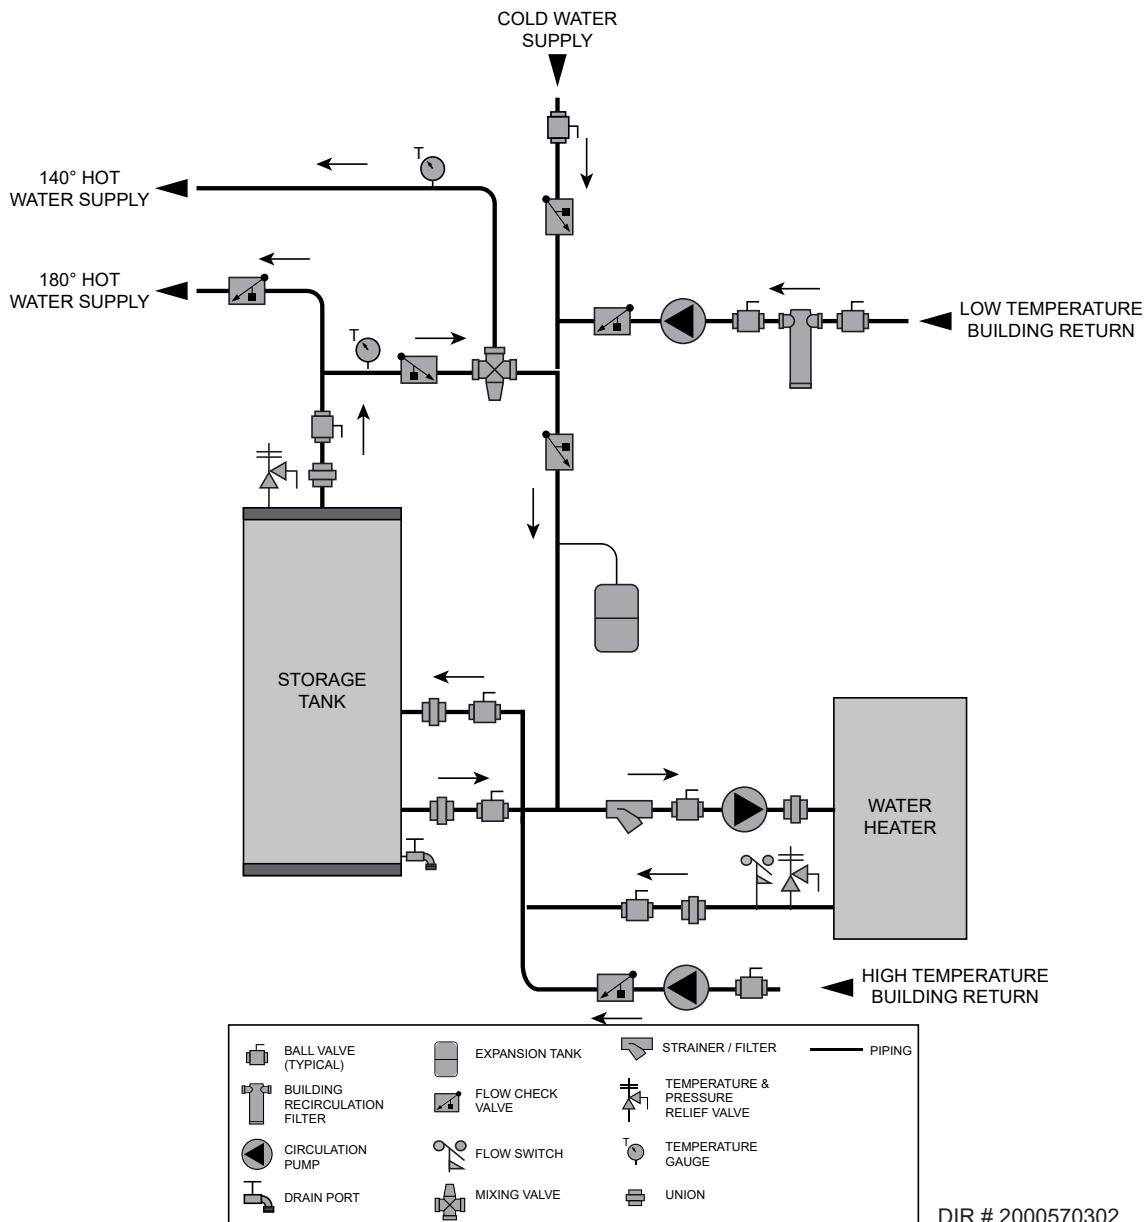 COLD WATER
SUPPLY
140° HOT
WATER SUPPLY
T
180° HOT
WATER SUPPLY
T
LOW TEMPERATURE
BUILDING RETURN
STORAGE
TANK
WATER
HEATER
HIGH TEMPERATURE
BUILDING RETURN
BALL VALVE
(TYPICAL)
BUILDING
RECIRCULATION
FILTER
CIRCULATION
PUMP
DRAIN PORT
EXPANSION TANK
FLOW CHECK
VALVE
FLOW SWITCH
MIXING VALVE
STRAINER / FILTER
TEMPERATURE &
PRESSURE
RELIEF VALVE
T
TEMPERATURE
GAUGE
UNION
PIPING
DIR # 2000570302